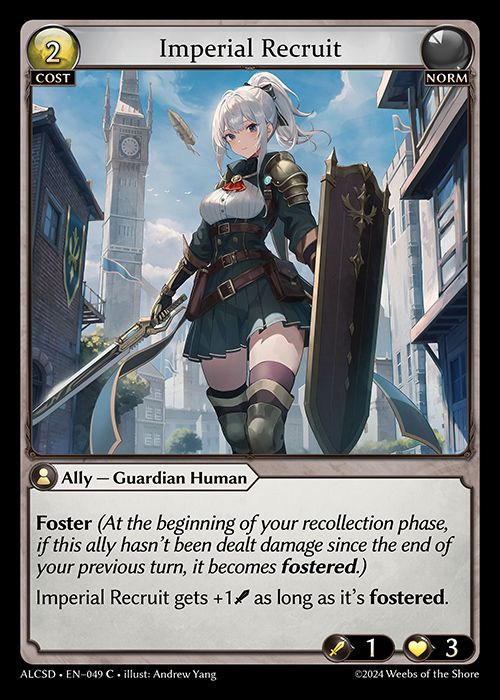 2
Imperial Recruit
COST
NORM
Ally — Guardian Human
Foster (At the beginning of your recollection phase,
if this ally hasn't been dealt damage since the end of
your previous turn, it becomes fostered.)
Imperial Recruit gets +1 as long as it's fostered.
1
3
ALCSD • EN-049 C • illust: Andrew Yang
©2024 Weebs of the Shore